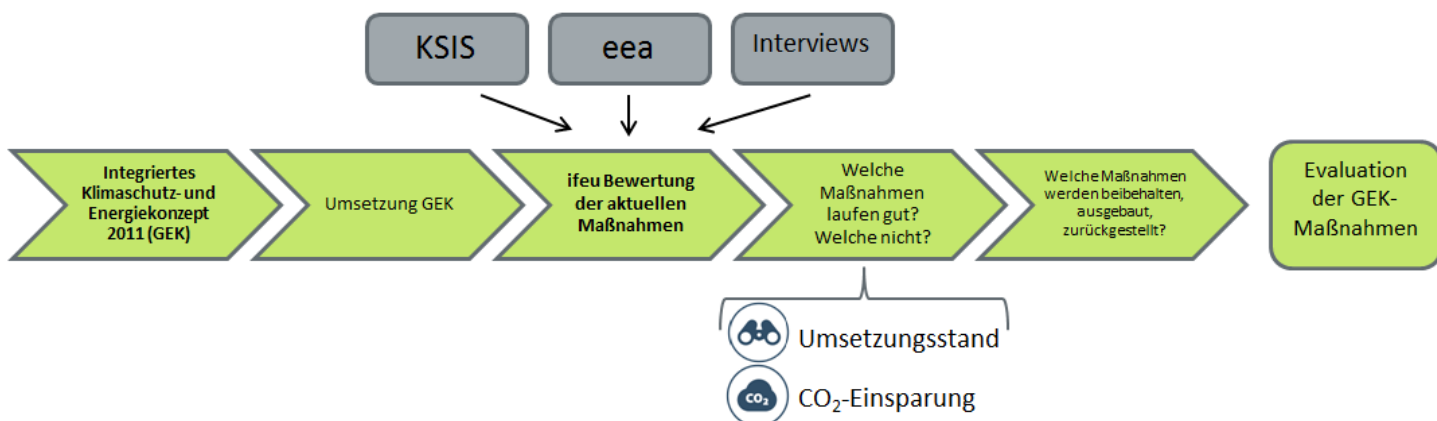 KSIS
eea
Interviews
Integriertes
Klimaschutz- und
Energiekonzept
2011 (GEK)
Umsetzung GEK
ifeu Bewertung
der aktuellen
Maßnahmen
Welche
Maßnahmen
laufen gut?
Welche nicht?
Welche Maßnahmen
werden beibehalten,
ausgebaut,
zurückgestellt?
Evaluation
der GEK-
Maßnahmen
Umsetzungsstand
CO₂
CO₂-Einsparung